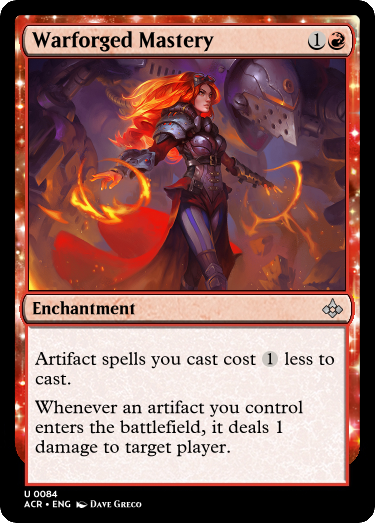 Warforged Mastery 1
Enchantment
Artifact spells you cast cost 1 less to
cast.
Whenever an artifact you control
enters the battlefield, it deals 1
damage to target player.
U 0084
ACR • ENG Dave Greco